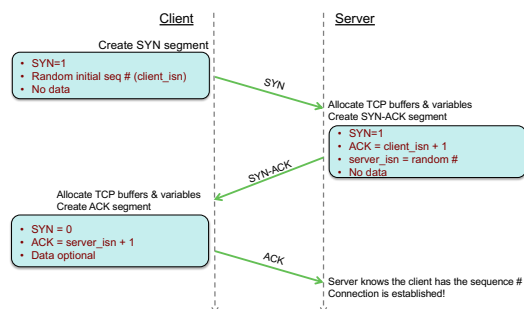 Client
Server
Create SYN segment
• SYN=1
• Random initial seq # (client_isn)
• No data
SYN
Allocate TCP buffers & variables
Create SYN-ACK segment
• SYN=1
• ACK = client_isn + 1
• server_isn = random #
• No data
SYN-ACK
Allocate TCP buffers & variables
Create ACK segment
• SYN = 0
• ACK = server_isn + 1
• Data optional
ACK
Server knows the client has the sequence #
Connection is established!